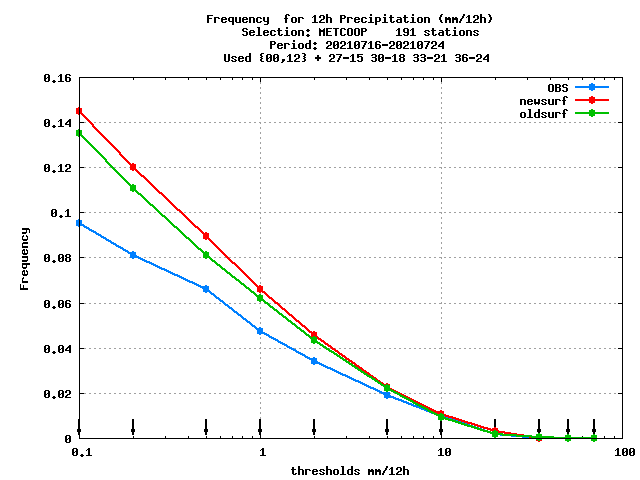 Frequency  for 12h Precipitation (mm/12h)
Selection: METCOOP    191 stations
Period: 20210716-20210724
Used {00,12} + 27-15 30-18 33-21 36-24
OBS
newsurf
oldsurf
0.16
0.14
0.12
0.1
0.08
0.06
0.04
0.02
0
Frequency
0.1 1 10 100
thresholds mm/12h